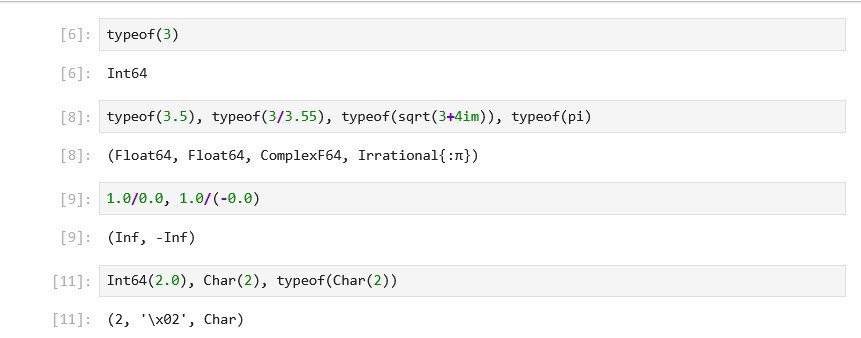 [6]: typeof(3)
[6]: Int64
[8]: typeof(3.5), typeof(3/3.55), typeof(sqrt(3+4im)), typeof(pi)
[8]: (Float64, Float64, ComplexF64, Irrational{:π})
[9]: 1.0/0.0, 1.0/(-0.0)
[9]: (Inf, -Inf)
[11]: Int64(2.0), Char(2), typeof(Char(2))
[11]: (2, '\x02', Char)